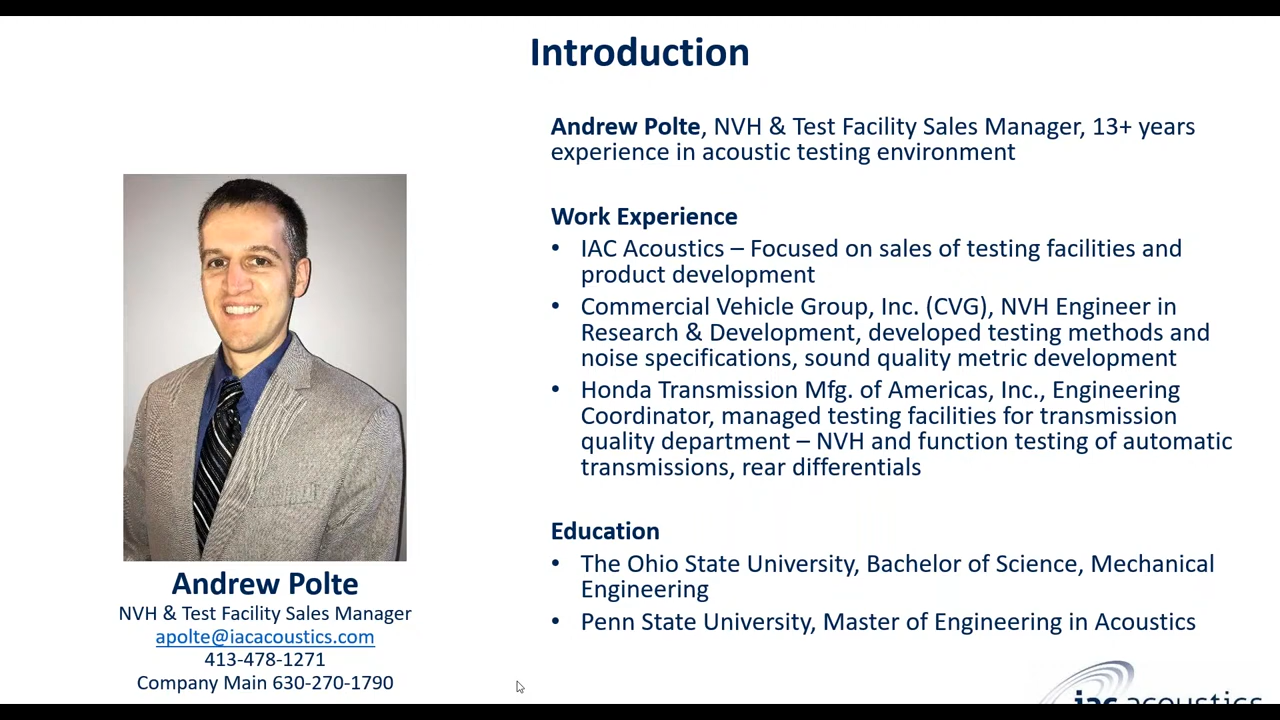 Introduction
Andrew Polte, NVH & Test Facility Sales Manager, 13+ years
experience in acoustic testing environment
Work Experience
• IAC Acoustics – Focused on sales of testing facilities and
product development
• Commercial Vehicle Group, Inc. (CVG), NVH Engineer in
Research & Development, developed testing methods and
noise specifications, sound quality metric development
• Honda Transmission Mfg. of Americas, Inc., Engineering
Coordinator, managed testing facilities for transmission
quality department – NVH and function testing of automatic
transmissions, rear differentials
Education
• The Ohio State University, Bachelor of Science, Mechanical
Engineering
• Penn State University, Master of Engineering in Acoustics
Andrew Polte
NVH & Test Facility Sales Manager
apolte@iacacoustics.com
413-478-1271
Company Main 630-270-1790
iac acoustics